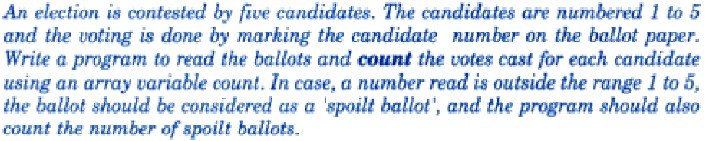 An election is contested by five candidates. The candidates are numbered 1 to 5
and the voting is done by marking the candidate number on the ballot paper.
Write a program to read the ballots and count the votes cast for each candidate
using an array variable count. In case, a number read is outside the range 1 to 5,
the ballot should be considered as a 'spoilt ballot', and the program should also
count the number of spoilt ballots.